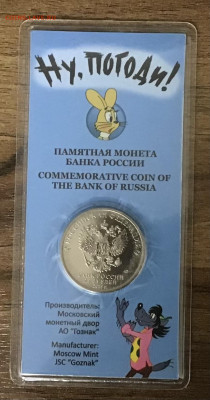 Ну, погоди!
ПАМЯТНАЯ МОНЕТА
БАНКА РОССИИ
COMMEMORATIVE COIN OF
THE BANK OF RUSSIA
Производитель:
Московский
монетный двор
АО "Гознак"
Manufacturer:
Moscow Mint
JSC "Goznak"